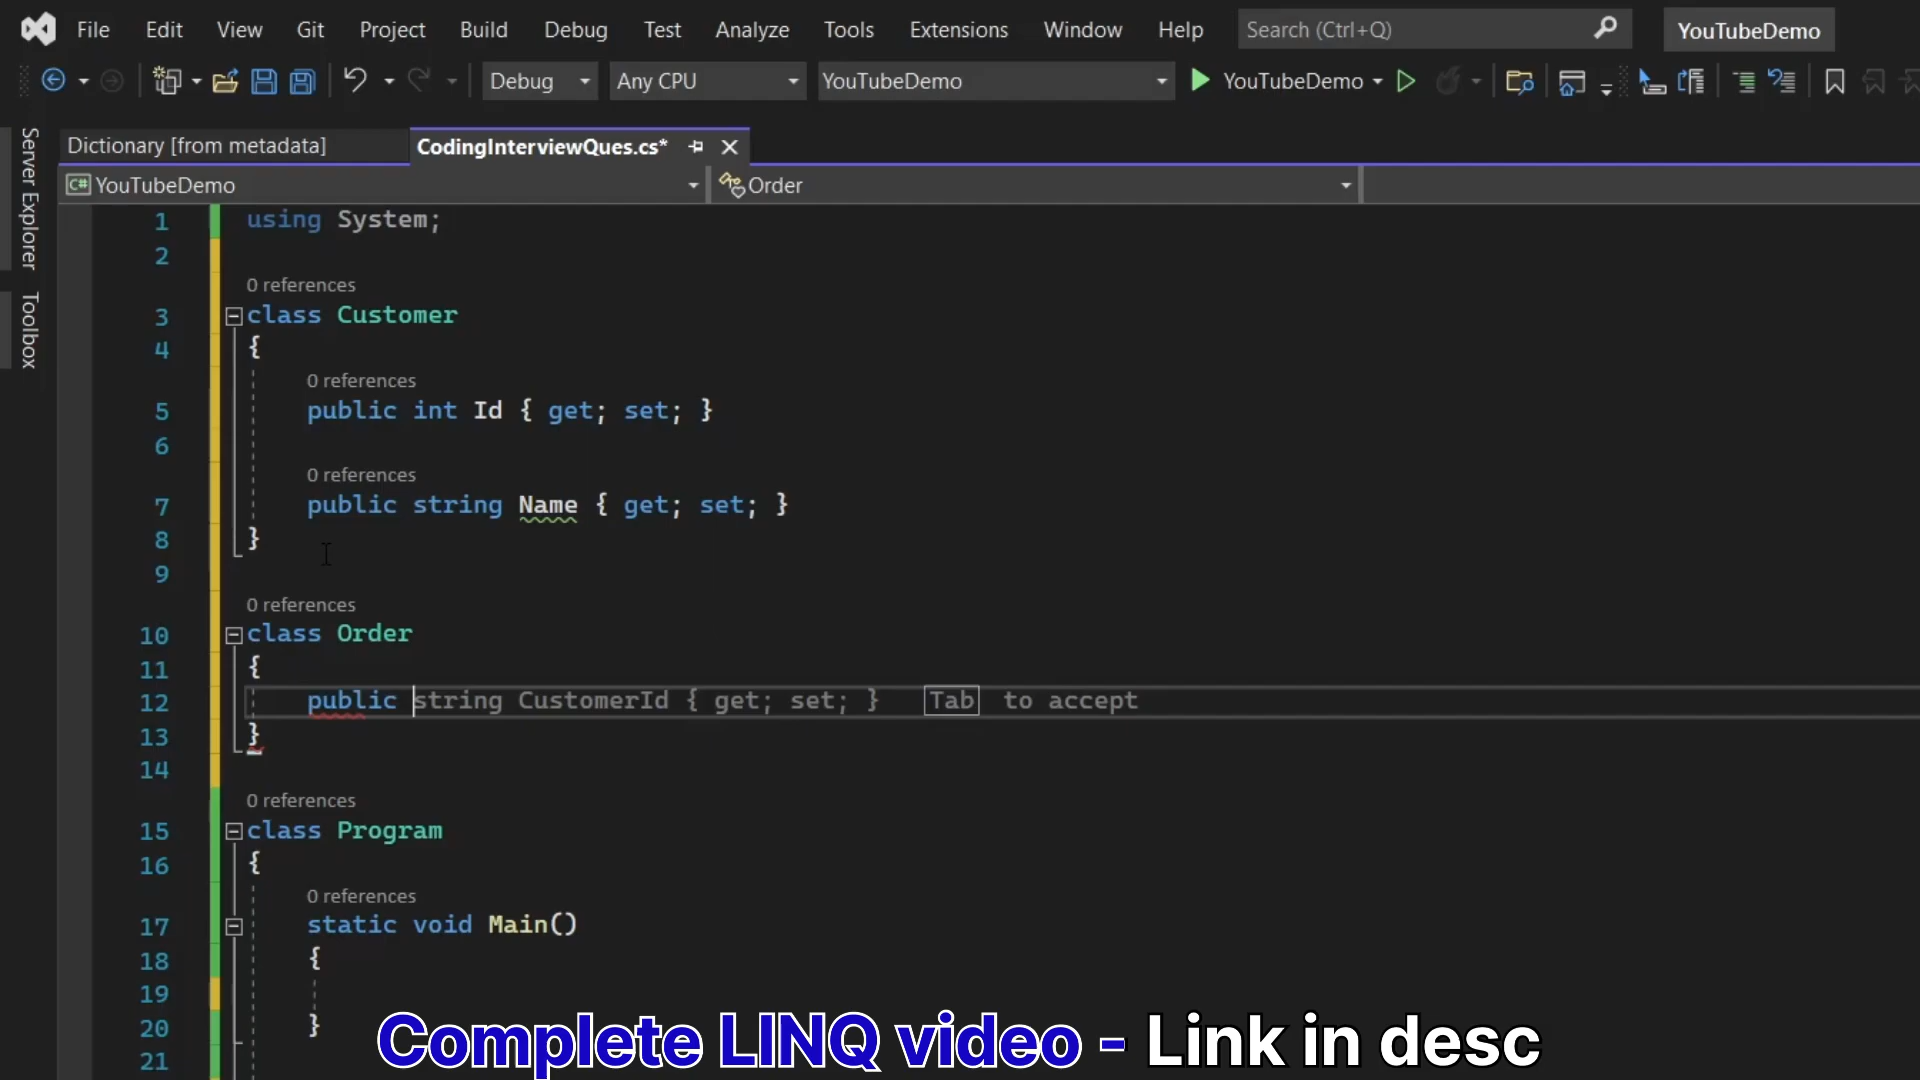 File Edit View Git Project Build Debug Test Analyze Tools Extensions Window Help Search (Ctrl+Q) YouTubeDemo
Debug Any CPU YouTubeDemo YouTubeDemo
Server Explorer
Toolbox
Dictionary [from metadata] CodingInterviewQues.cs*
C# YouTubeDemo Order
1 using System;
2
0 references
3 class Customer
4 {
0 references
5 public int Id { get; set; }
6
0 references
7 public string Name { get; set; }
8 }
9
0 references
10 class Order
11 {
12 public string CustomerId { get; set; } Tab to accept
13 }
14
0 references
15 class Program
16 {
0 references
17 static void Main()
18 {
19
20 }
21
Complete LINQ video - Link in desc